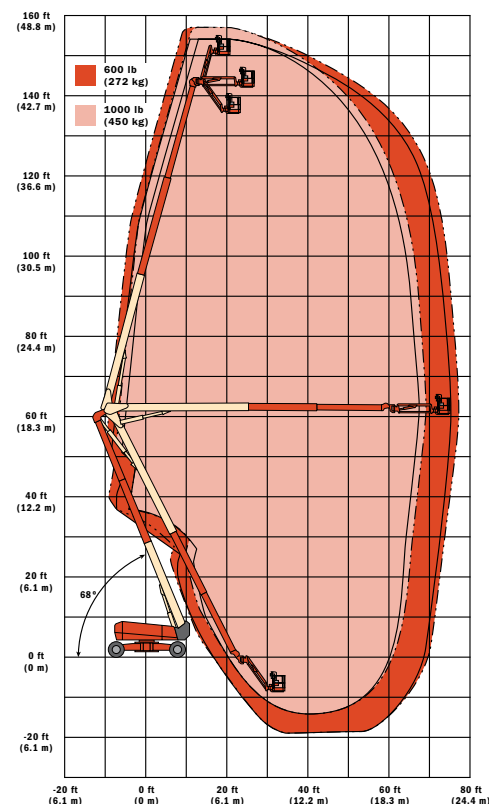 160 ft
(48.8 m)
600 lb
(272 kg)
140 ft
(42.7 m)
1000 lb
(450 kg)
120 ft
(36.6 m)
100 ft
(30.5 m)
80 ft
(24.4 m)
60 ft
(18.3 m)
40 ft
(12.2 m)
20 ft
(6.1 m)
68°
0 ft
(0 m)
-20 ft
(6.1 m)
-20 ft
(6.1 m)
0 ft
(0 m)
20 ft
(6.1 m)
40 ft
(12.2 m)
60 ft
(18.3 m)
80 ft
(24.4 m)